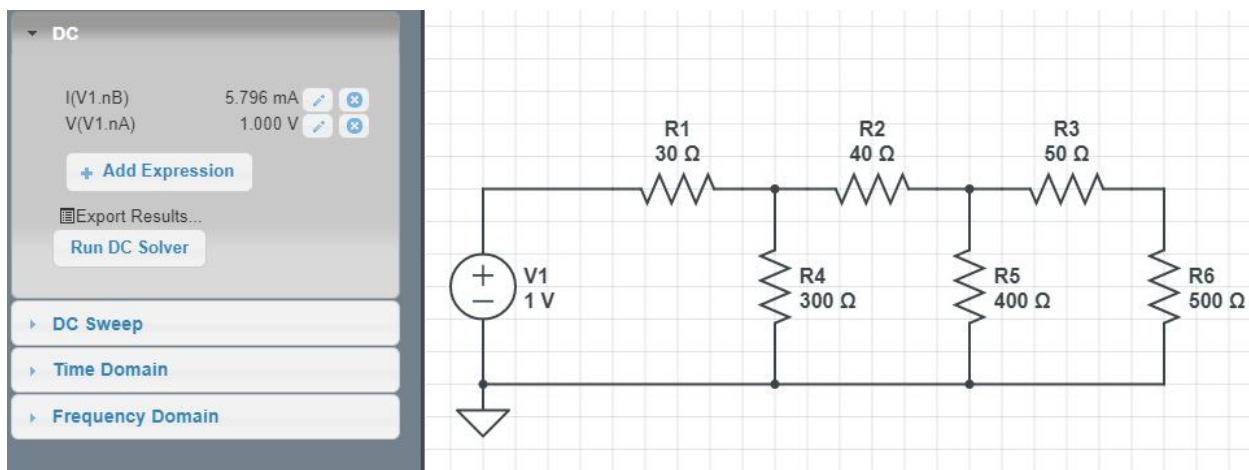 DC
I(V1.nB) 5.796 mA
V(V1.nA) 1.000 V
+ Add Expression
Export Results...
Run DC Solver
DC Sweep
Time Domain
Frequency Domain
R1
30 Ω
R2
40 Ω
R3
50 Ω
V1
1 V
R4
300 Ω
R5
400 Ω
R6
500 Ω